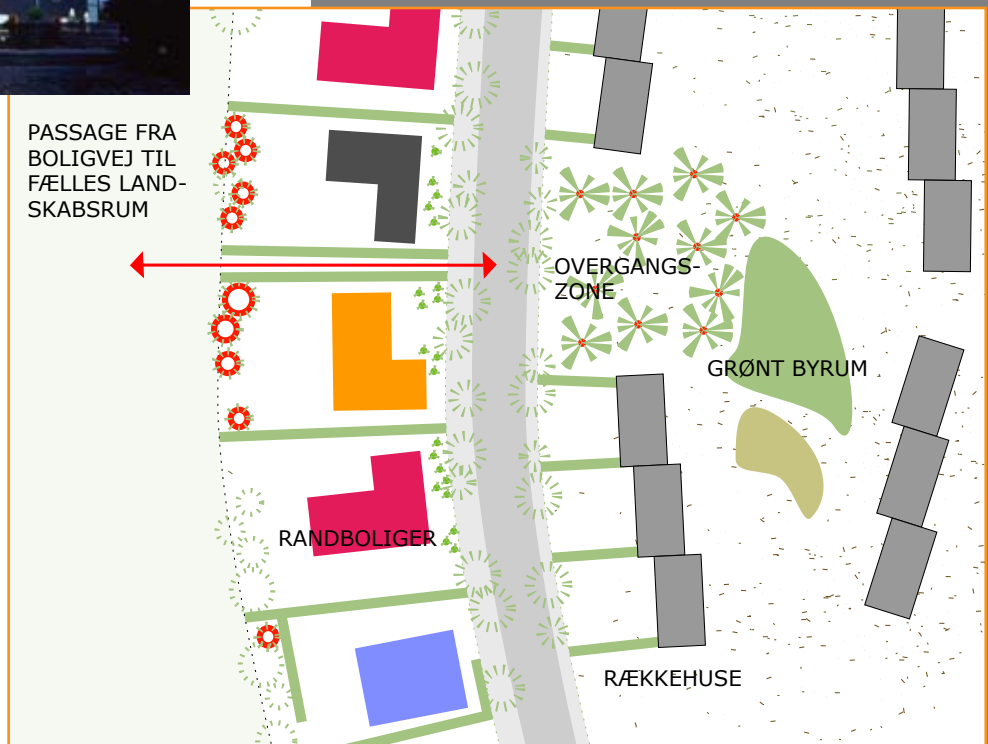 PASSAGE FRA
BOLIGVEJ TIL
FÆLLES LAND-
SKABSRUM
OVERGANGS-
ZONE
GRØNT BYRUM
RANDBOLIGER
RÆKKEHUSE